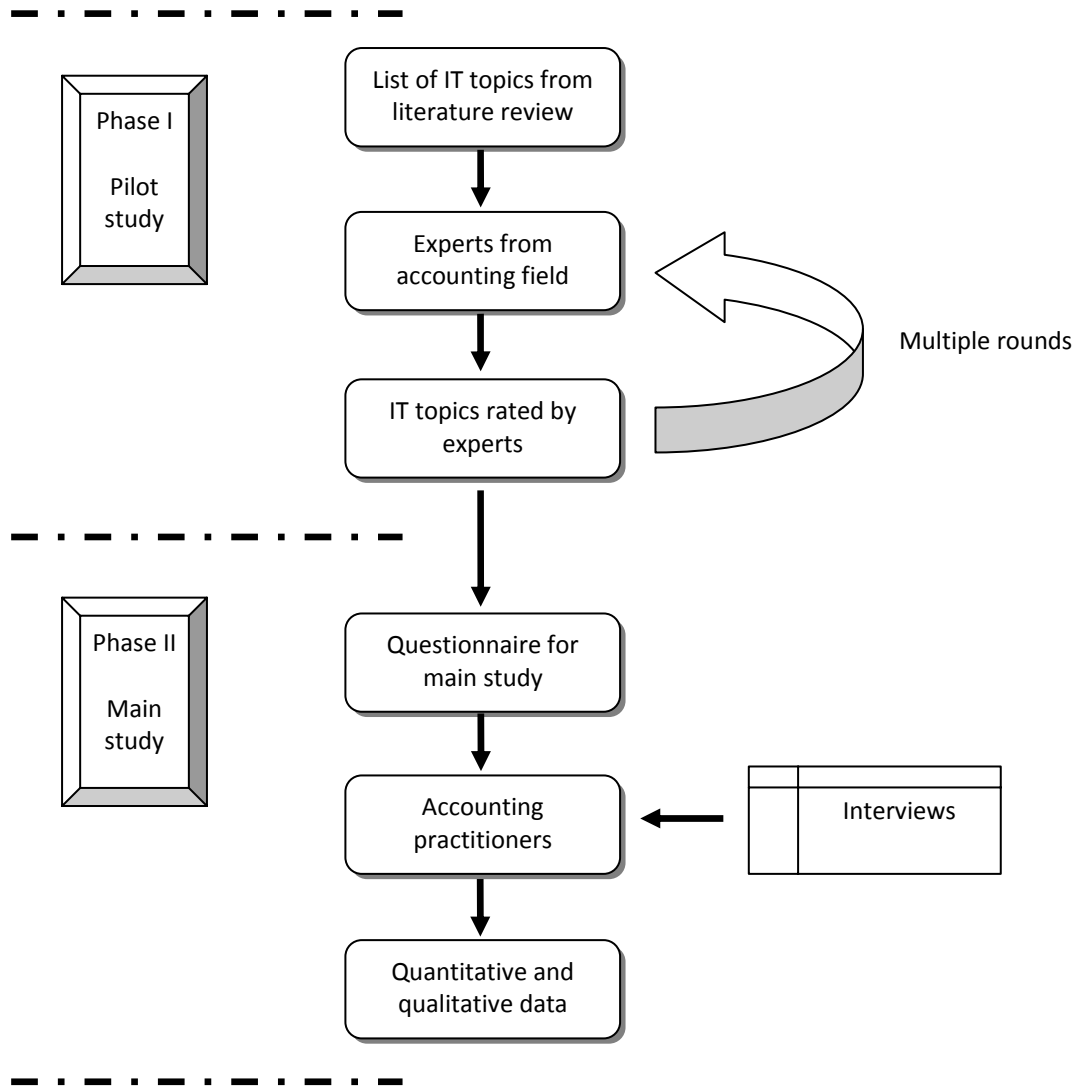 List of IT topics from
literature review
Phase I
Pilot
study
Experts from
accounting field
Multiple rounds
IT topics rated by
experts
Phase II
Main
study
Questionnaire for
main study
Accounting
practitioners
Interviews
Quantitative and
qualitative data